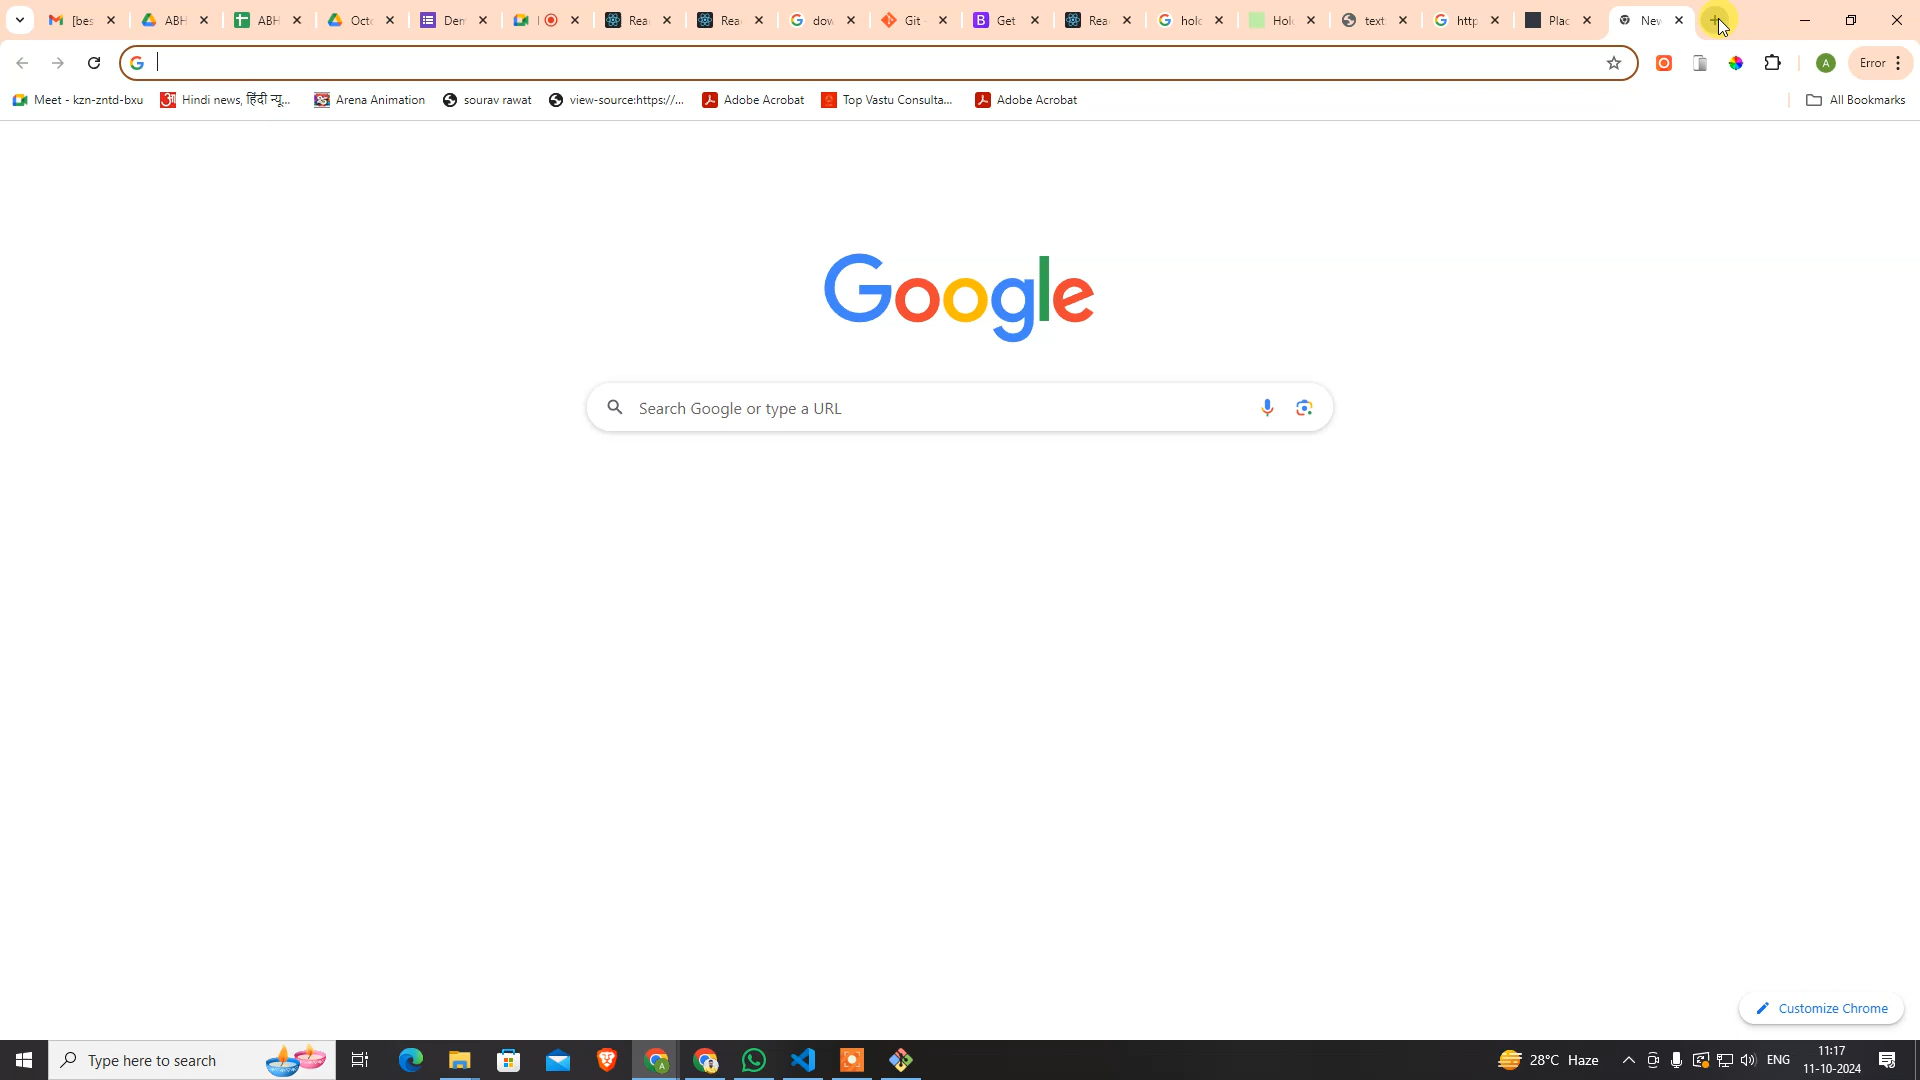 [bes ABH ABH Octo Dem Rea Rea dow Git - Get Rea holo Holo text http Plac New
Error
Meet - kzn-zntd-bxu Hindi news, हिंदी न्यू... Arena Animation sourav rawat view-source:https://... Adobe Acrobat Top Vastu Consulta... Adobe Acrobat All Bookmarks
Google
Search Google or type a URL
Customize Chrome
Type here to search 28°C Haze ENG 11:17
11-10-2024